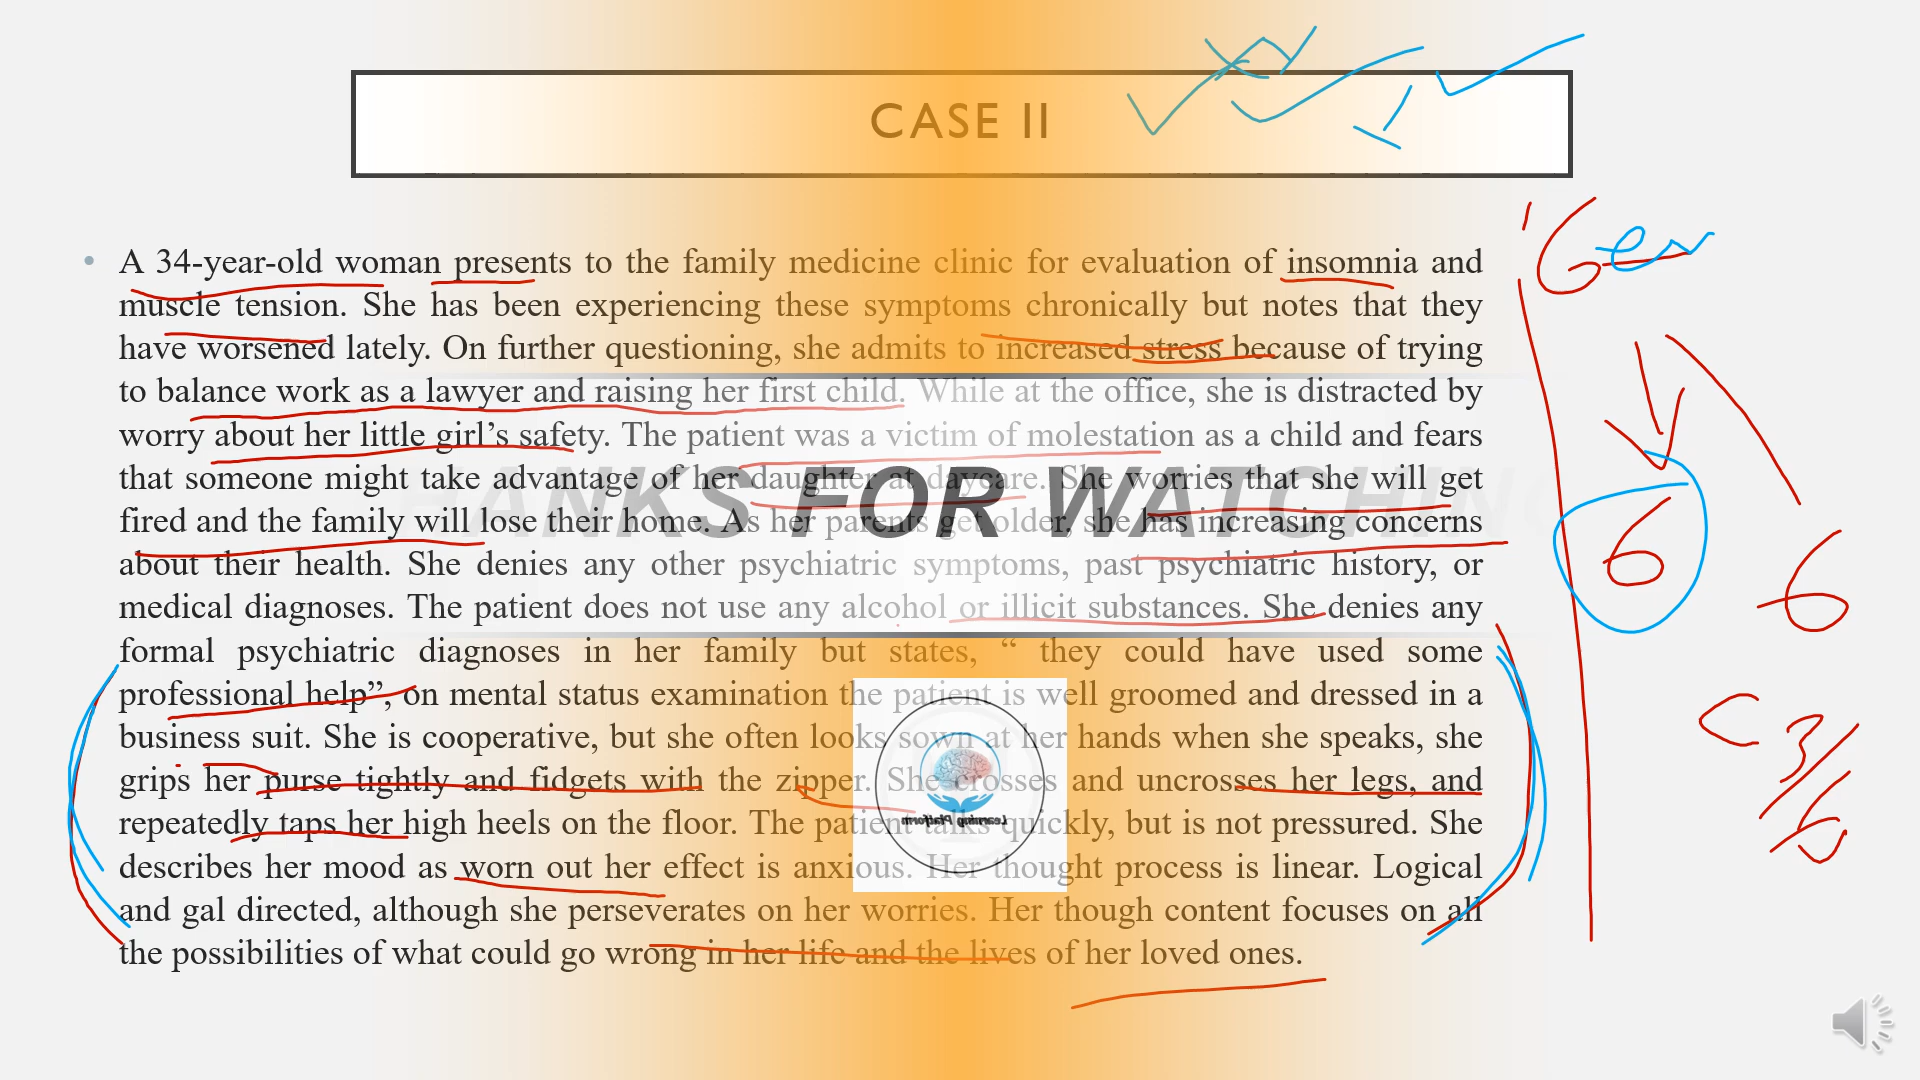 CASE II
• A 34-year-old woman presents to the family medicine clinic for evaluation of insomnia and
muscle tension. She has been experiencing these symptoms chronically but notes that they
have worsened lately. On further questioning, she admits to increased stress because of trying
to balance work as a lawyer and raising her first child. While at the office, she is distracted by
worry about her little girl’s safety. The patient was a victim of molestation as a child and fears
that someone might take advantage of her daughter at daycare. She worries that she will get
THANKS FOR WATCHING
fired and the family will lose their home. As her parents get older, she has increasing concerns
about their health. She denies any other psychiatric symptoms, past psychiatric history, or
medical diagnoses. The patient does not use any alcohol or illicit substances. She denies any
formal psychiatric diagnoses in her family but states, “ they could have used some
professional help”, on mental status examination the patient is well groomed and dressed in a
business suit. She is cooperative, but she often looks sown at her hands when she speaks, she
grips her purse tightly and fidgets with the zipper. She crosses and uncrosses her legs, and
repeatedly taps her high heels on the floor. The patient talks quickly, but is not pressured. She
Learning Platform
describes her mood as worn out her effect is anxious. Her thought process is linear. Logical
and gal directed, although she perseverates on her worries. Her though content focuses on all
the possibilities of what could go wrong in her life and the lives of her loved ones.
6
6
3/6